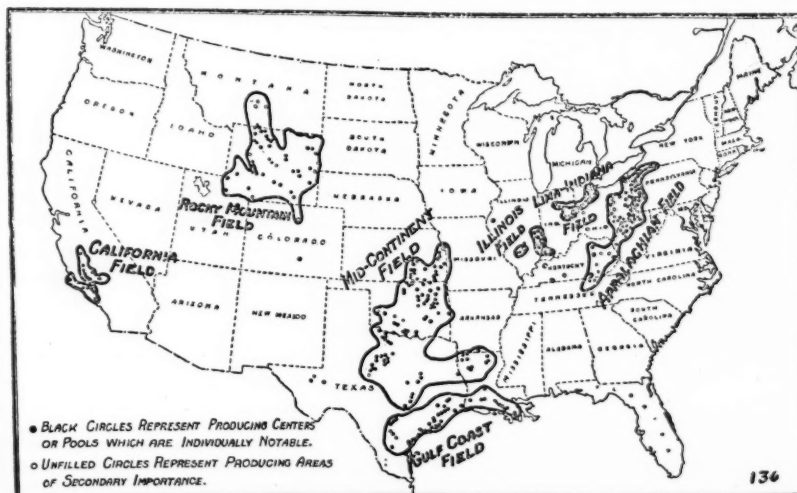 WASHINGTON
MONTANA
NORTH
DAKOTA
MINNESOTA
MAINE
OREGON
IDAHO
SOUTH
DAKOTA
WISCONSIN
MICHIGAN
NEW YORK
CALIFORNIA
NEVADA
UTAH
ROCKY MOUNTAIN
FIELD
COLORADO
NEBRASKA
IOWA
ILLINOIS
FIELD
LIMA-INDIANA
FIELD
PENNSYLVANIA
APPALACHIAN FIELD
CALIFORNIA
FIELD
MID-CONTINENT
FIELD
MISSOURI
KENTUCKY
VIRGINIA
NORTH CAROLINA
TENNESSEE
SOUTH
CAROLINA
ARIZONA
NEW MEXICO
ARKANSAS
MISSISSIPPI
ALABAMA
GEORGIA
TEXAS
GULF COAST
FIELD
BLACK CIRCLES REPRESENT PRODUCING CENTERS
OR POOLS WHICH ARE INDIVIDUALLY NOTABLE.
UNFILLED CIRCLES REPRESENT PRODUCING AREAS
OF SECONDARY IMPORTANCE.
136